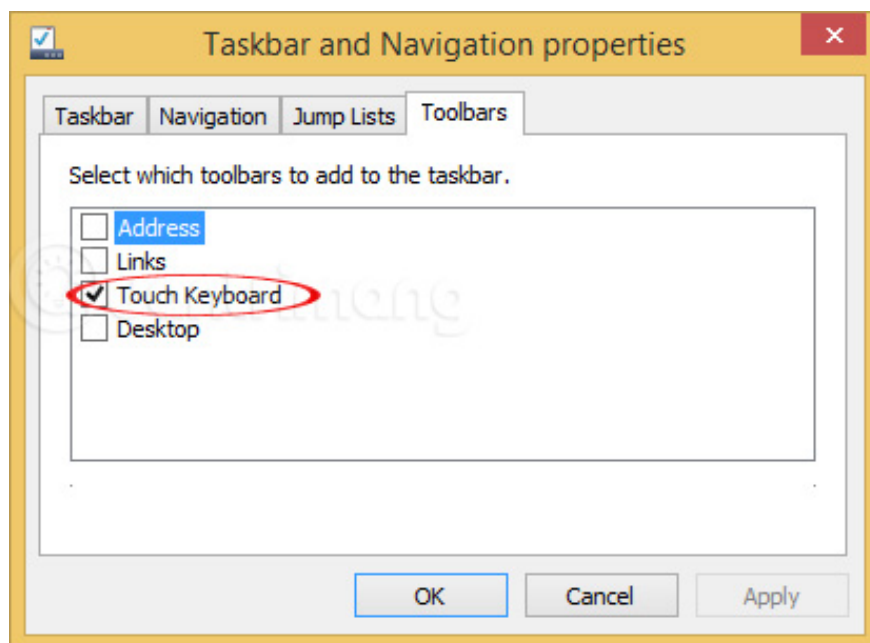 Taskbar and Navigation properties
Taskbar Navigation Jump Lists Toolbars
Select which toolbars to add to the taskbar.
Address
Links
Touch Keyboard
Desktop
OK Cancel Apply